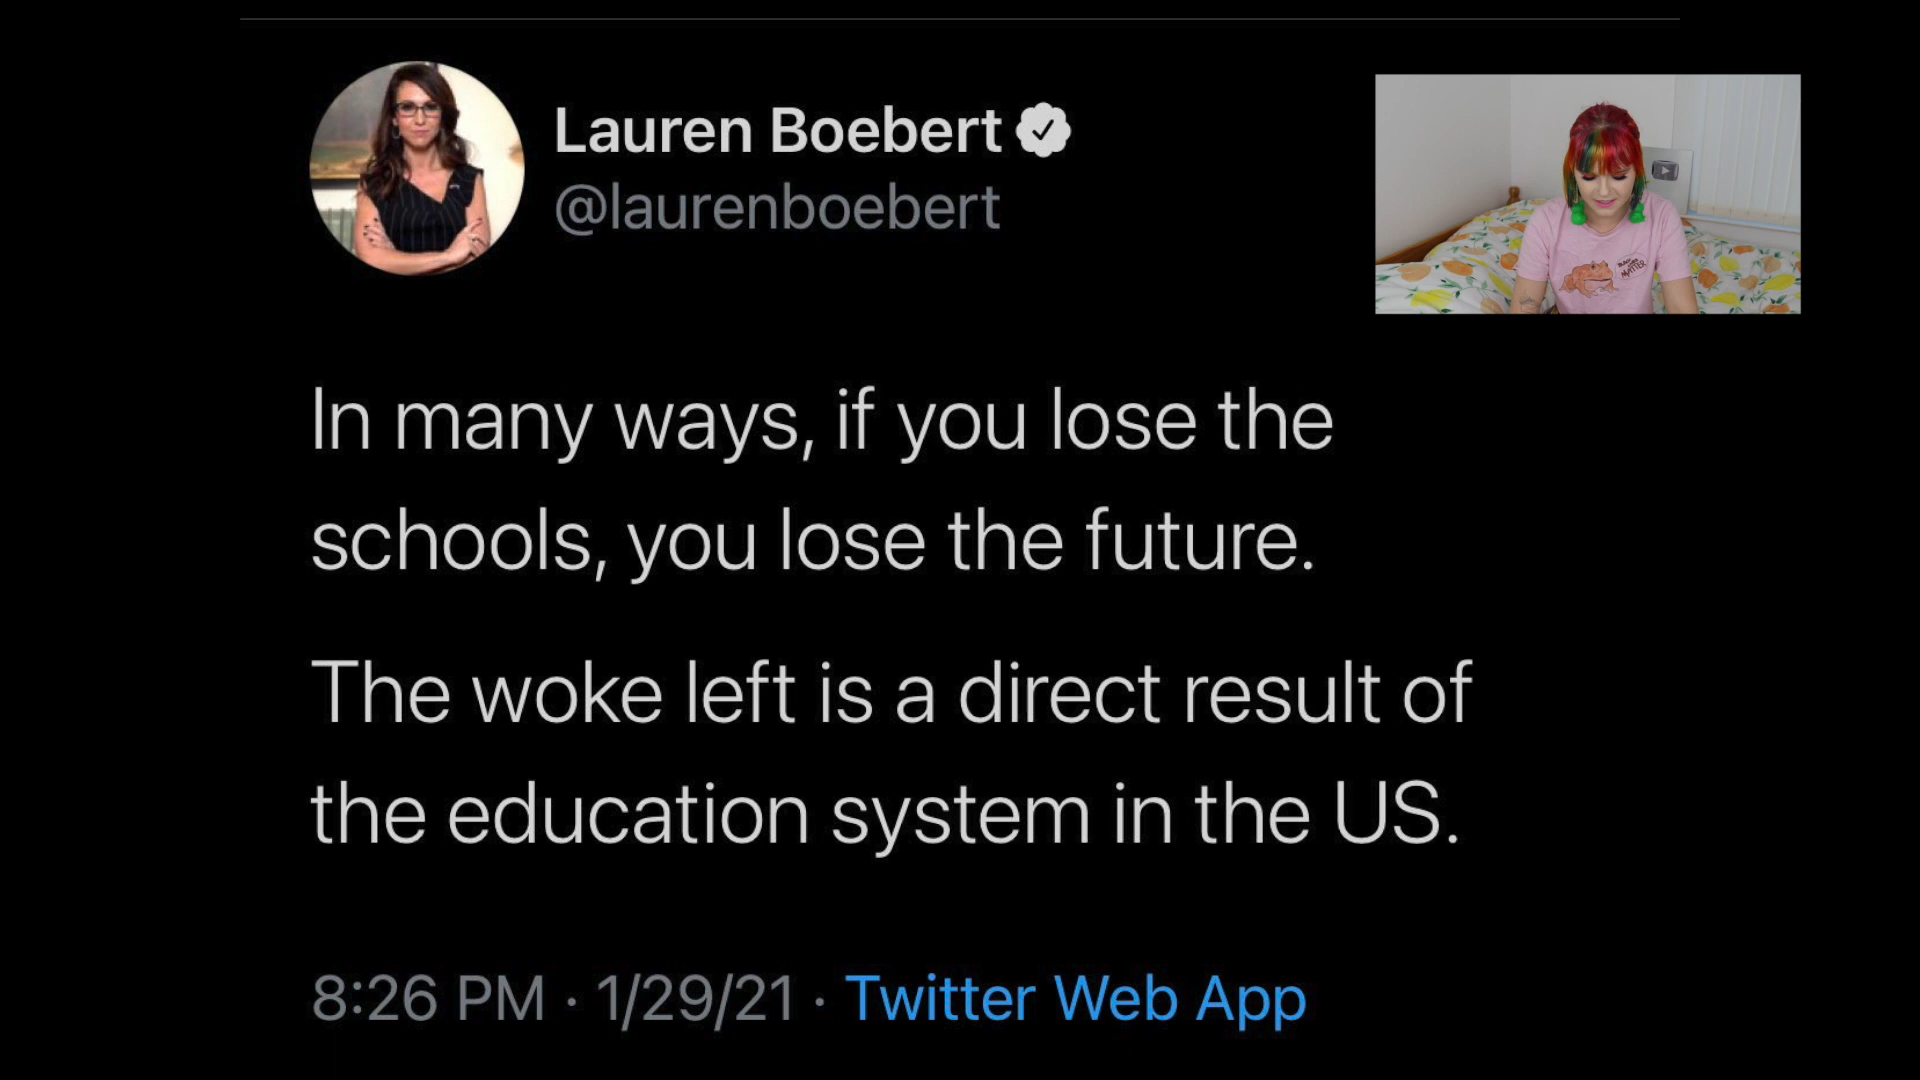 Lauren Boebert
@laurenboebert
In many ways, if you lose the
schools, you lose the future.
The woke left is a direct result of
the education system in the US.
8:26 PM · 1/29/21 · Twitter Web App
MATTER